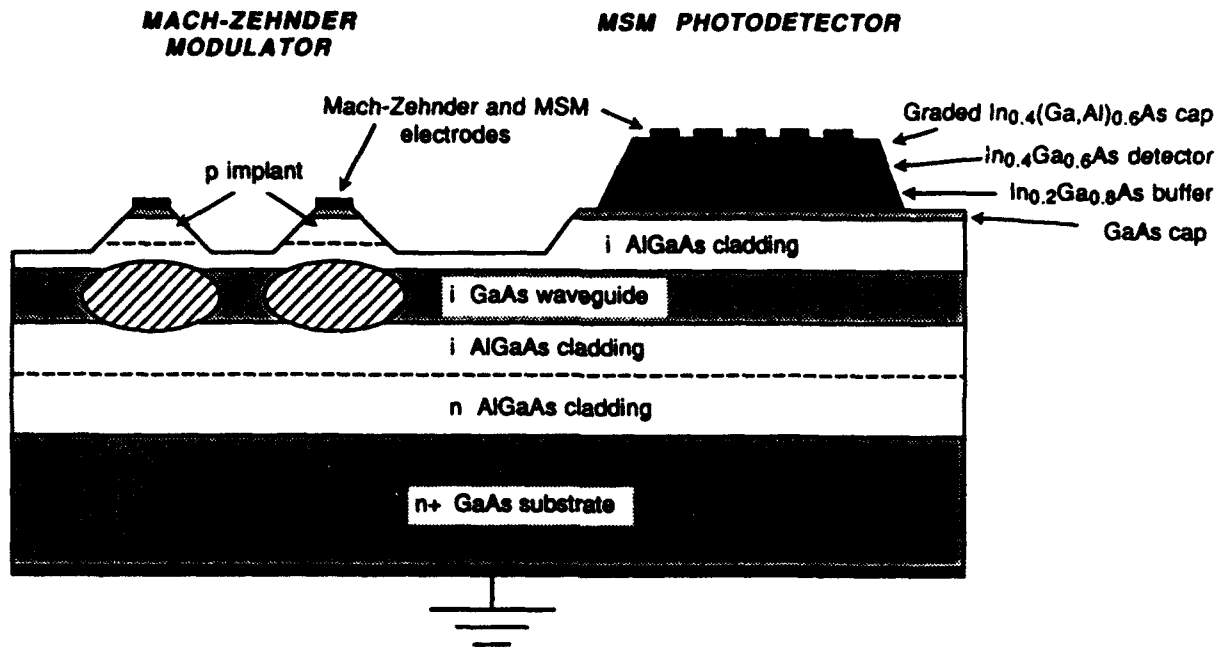 MACH-ZEHNDER
MODULATOR
MSM PHOTODETECTOR
Mach-Zehnder and MSM
electrodes
p implant
Graded In0.4(Ga,Al)0.6As cap
In0.4Ga0.6As detector
In0.2Ga0.8As buffer
GaAs cap
i AlGaAs cladding
i GaAs waveguide
i AlGaAs cladding
n AlGaAs cladding
n+ GaAs substrate